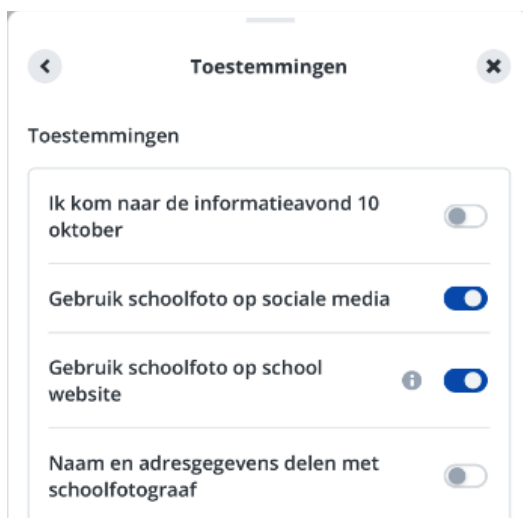 Toestemmingen
Toestemmingen
Ik kom naar de informatieavond 10
oktober
Gebruik schoolfoto op sociale media
Gebruik schoolfoto op school
website
Naam en adresgegevens delen met
schoolfotograaf